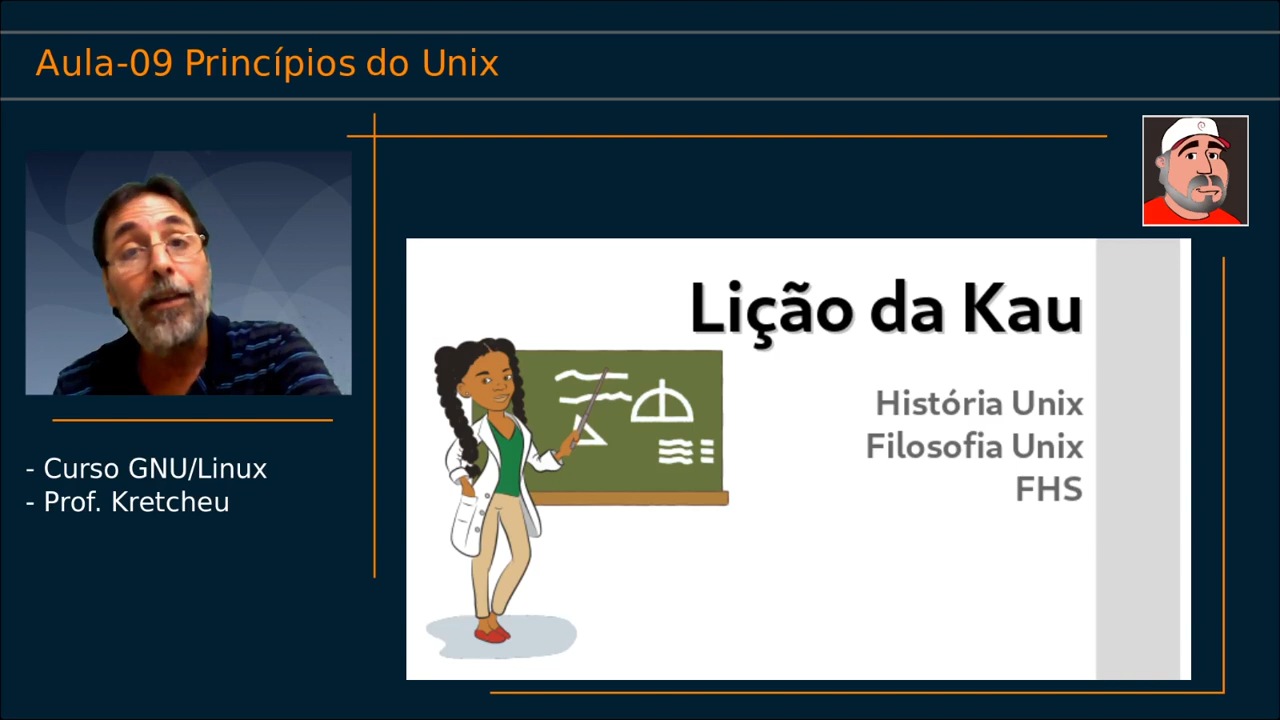 Aula-09 Princípios do Unix
- Curso GNU/Linux
- Prof. Kretcheu
Lição da Kau
História Unix
Filosofia Unix
FHS